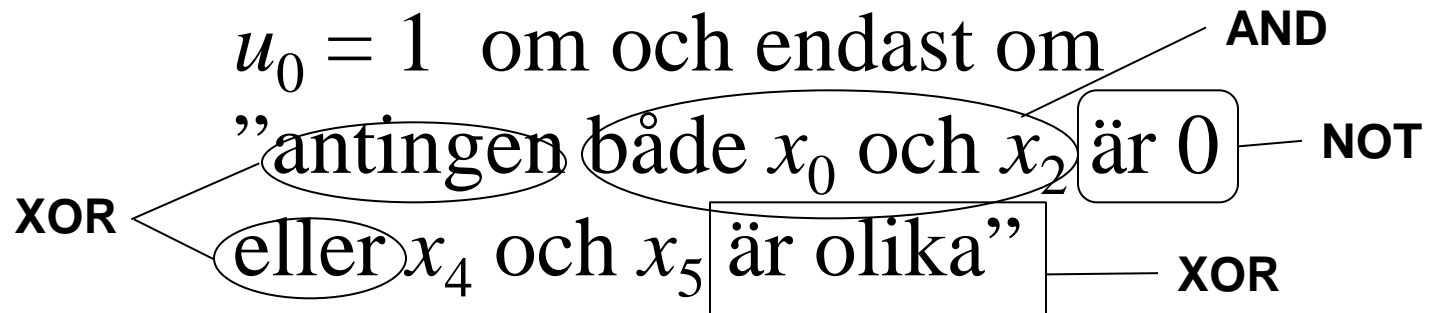 u₀ = 1 om och endast om
AND
”antingen både x₀ och x₂ är 0
NOT
XOR
eller x₄ och x₅ är olika”
XOR